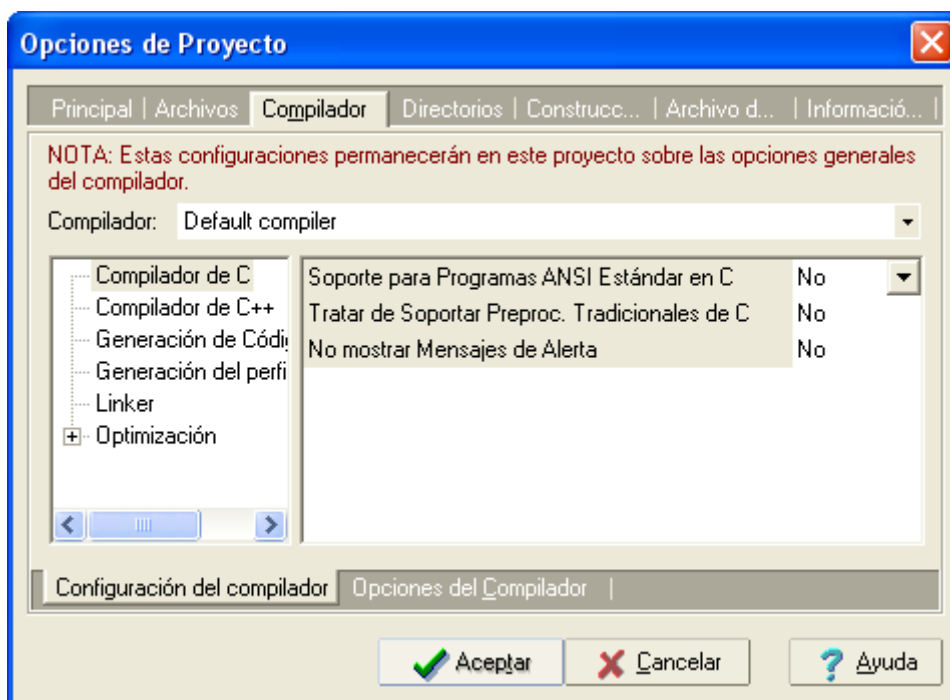 Opciones de Proyecto
Principal | Archivos Compilador Directorios | Construcc... | Archivo d... | Informació... |
NOTA: Estas configuraciones permanecerán en este proyecto sobre las opciones generales
del compilador.
Compilador: Default compiler
Compilador de C
Compilador de C++
Generación de Códi
Generación del perfi
Linker
Optimización
Soporte para Programas ANSI Estándar en C No
Tratar de Soportar Preproc. Tradicionales de C No
No mostrar Mensajes de Alerta No
Configuración del compilador Opciones del Compilador |
Aceptar Cancelar Ayuda